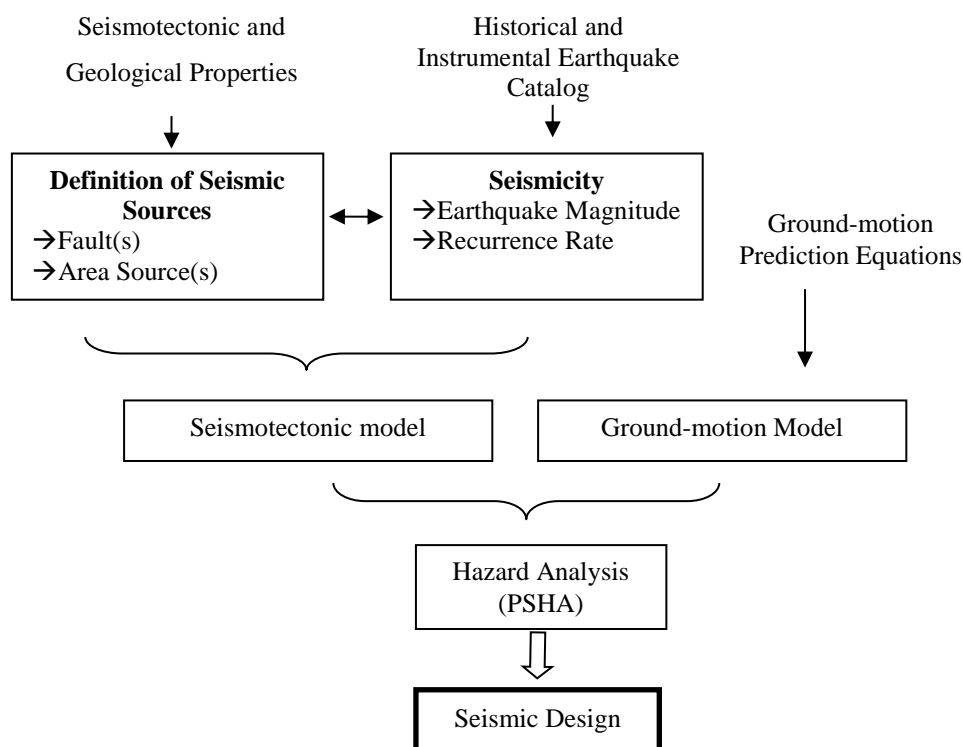 Seismotectonic and
Geological Properties
Historical and
Instrumental Earthquake
Catalog
Definition of Seismic
Sources
→Fault(s)
→Area Source(s)
Seismicity
→Earthquake Magnitude
→Recurrence Rate
Ground-motion
Prediction Equations
Seismotectonic model
Ground-motion Model
Hazard Analysis
(PSHA)
Seismic Design